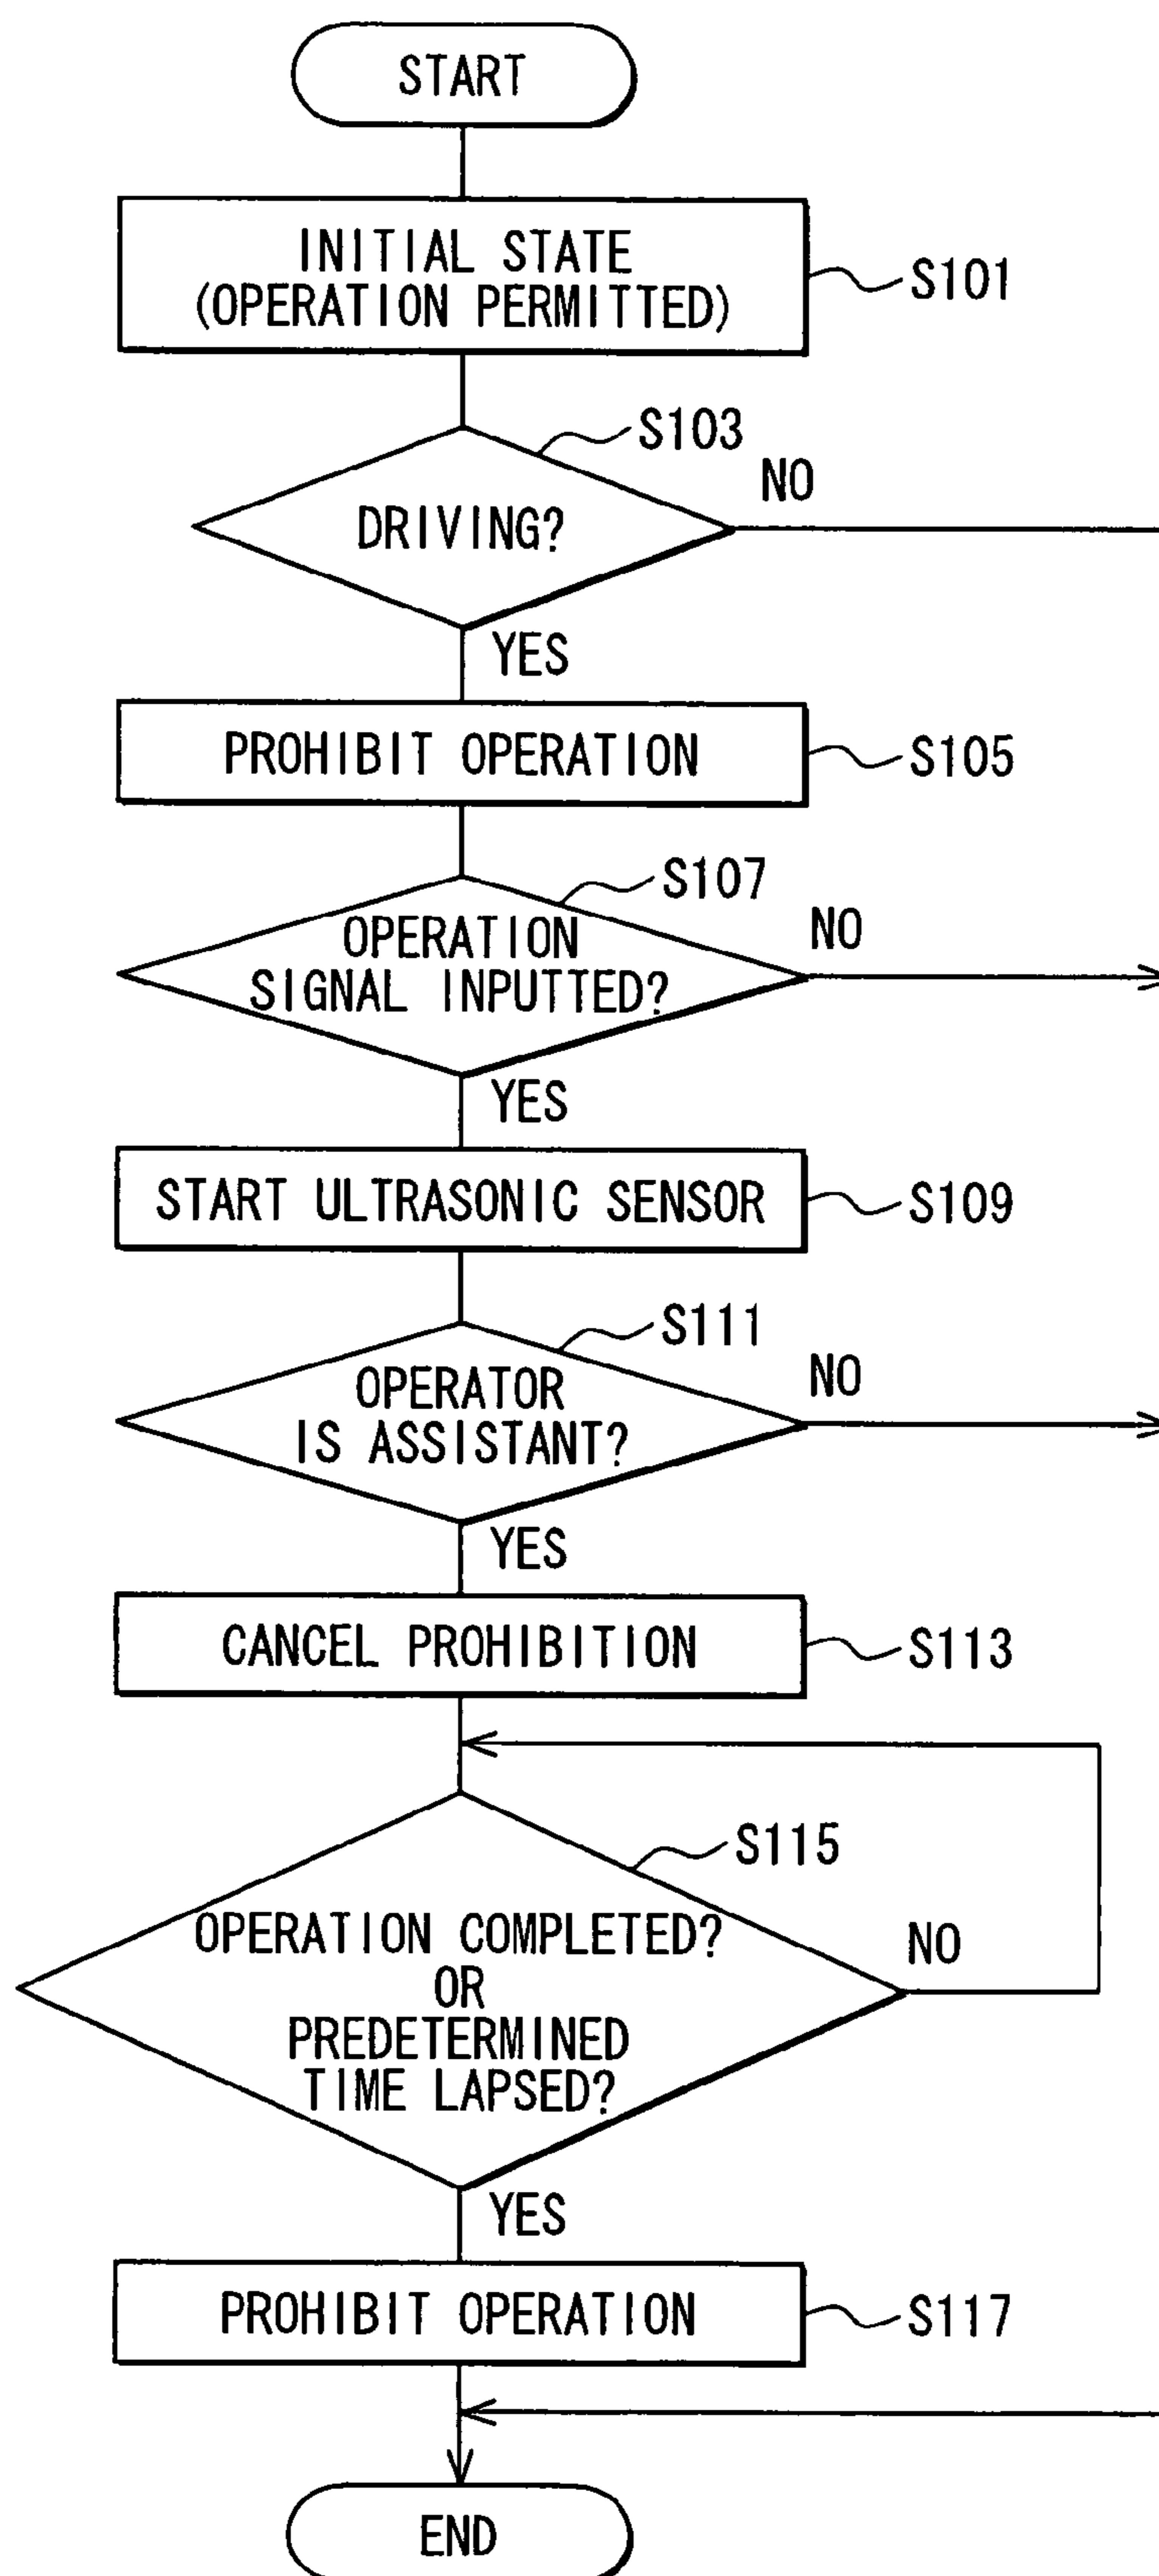 START
INITIAL STATE
(OPERATION PERMITTED)
S101
S103
DRIVING?
NO
YES
PROHIBIT OPERATION
S105
S107
OPERATION
SIGNAL INPUTTED?
NO
YES
START ULTRASONIC SENSOR
S109
S111
OPERATOR
IS ASSISTANT?
NO
YES
CANCEL PROHIBITION
S113
S115
OPERATION COMPLETED?
OR
PREDETERMINED
TIME LAPSED?
NO
YES
PROHIBIT OPERATION
S117
END